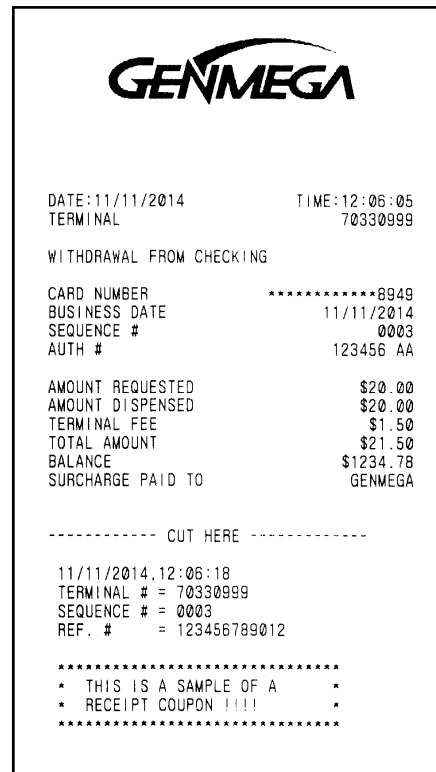 GENMEGA
DATE:11/11/2014 TIME:12:06:05
TERMINAL 70330999
WITHDRAWAL FROM CHECKING
CARD NUMBER ************8949
BUSINESS DATE 11/11/2014
SEQUENCE # 0003
AUTH # 123456 AA
AMOUNT REQUESTED $20.00
AMOUNT DISPENSED $20.00
TERMINAL FEE $1.50
TOTAL AMOUNT $21.50
BALANCE $1234.78
SURCHARGE PAID TO GENMEGA
------------ CUT HERE -------------
11/11/2014,12:06:18
TERMINAL # = 70330999
SEQUENCE # = 0003
REF. # = 123456789012
*******************************
* THIS IS A SAMPLE OF A *
* RECEIPT COUPON !!!! *
*******************************